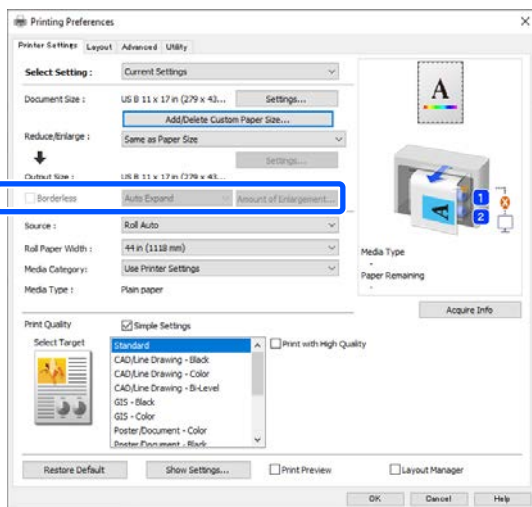 Printing Preferences
Printer Settings Layout Advanced Utility
Select Setting : Current Settings
Document Size : US B 11 x 17 in (279 x 43... Settings...
Add/Delete Custom Paper Size...
Reduce/Enlarge : Same as Paper Size
Settings...
Output Size : US B 11 x 17 in (279 x 43...
Borderless Auto Expand Amount of Enlargement...
Source : Roll Auto
Roll Paper Width : 44 in (1118 mm)
Media Category: Use Printer Settings
Media Type : Plain paper
A
A
1
2
Media Type
-
Paper Remaining
-
Acquire Info
Print Quality Simple Settings
Select Target
Standard
CAD/Line Drawing - Black
CAD/Line Drawing - Color
CAD/Line Drawing - Bi-Level
GIS - Black
GIS - Color
Poster/Document - Color
Poster/Document - Black
Print with High Quality
Restore Default Show Settings... Print Preview Layout Manager
OK Cancel Help